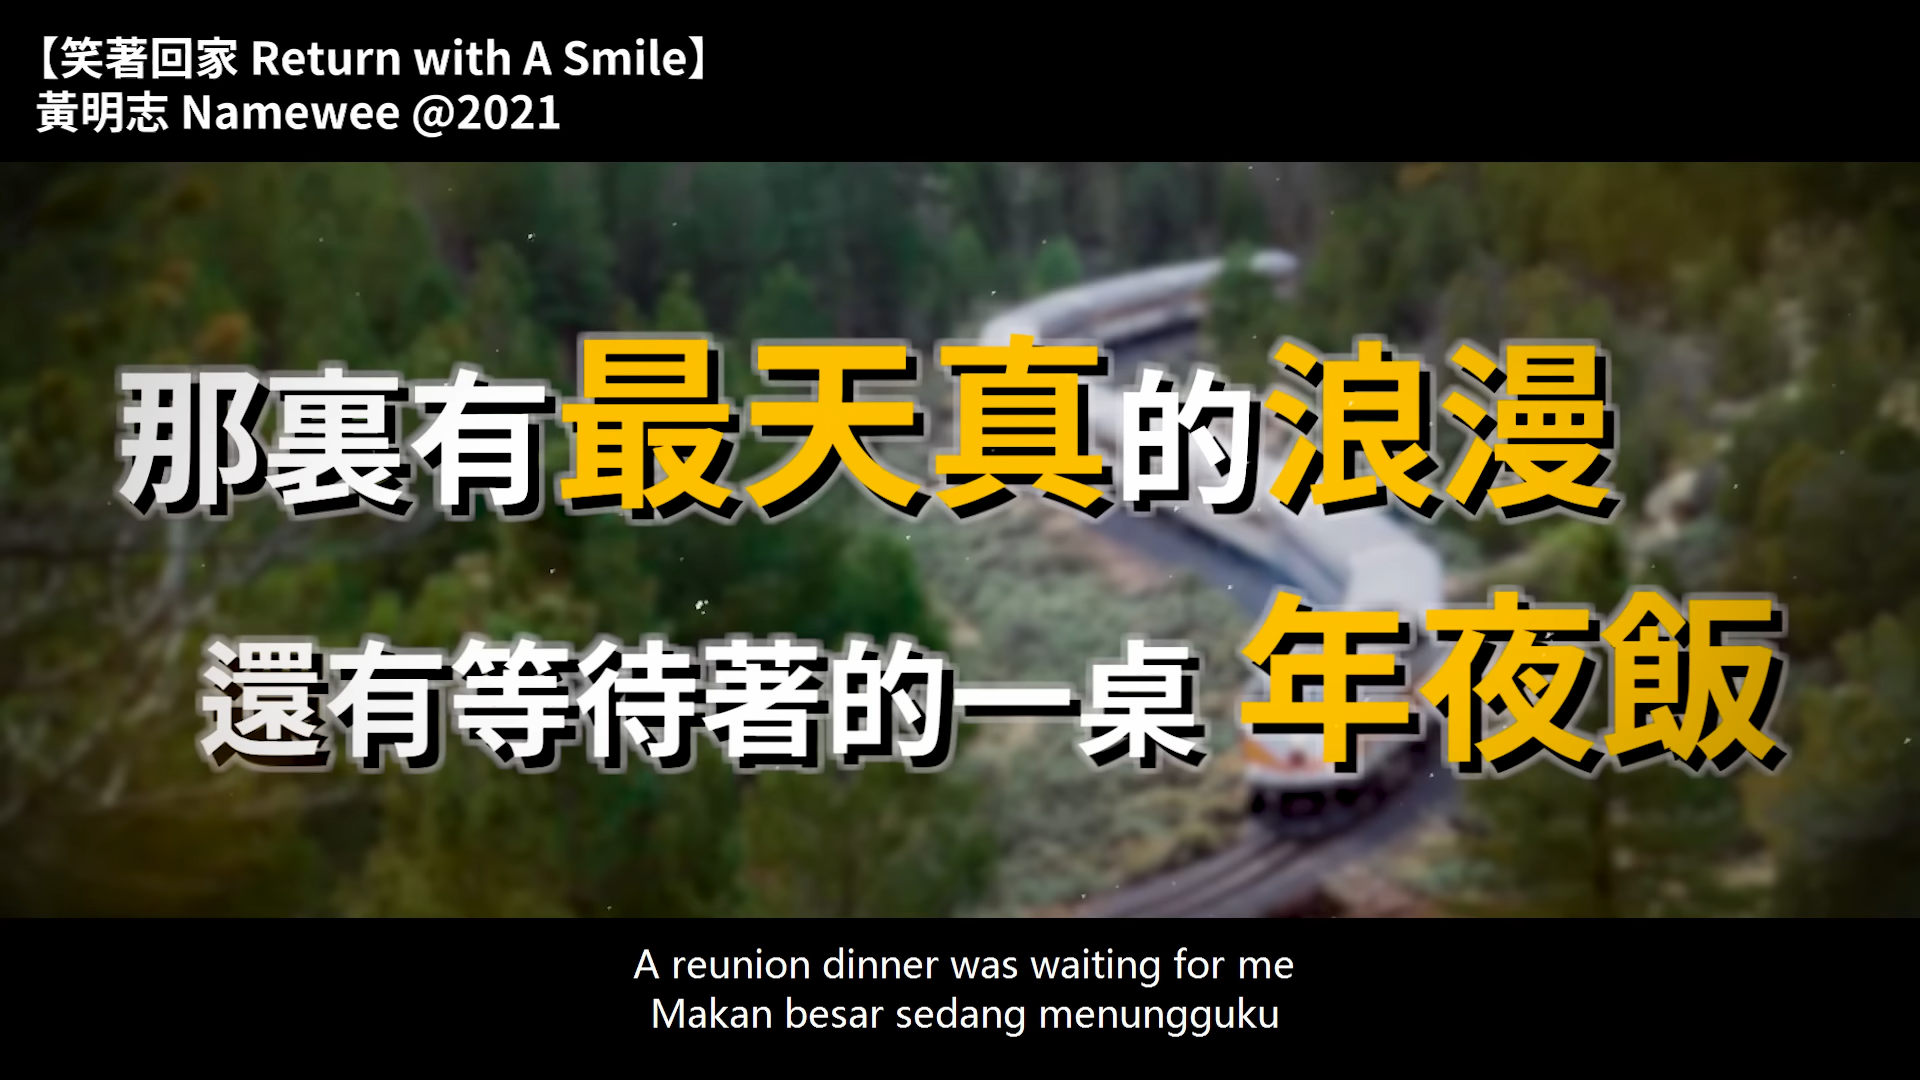 【笑著回家 Return with A Smile】
黃明志 Namewee @2021
那裏有最天真的浪漫
還有等待著的一桌 年夜飯
A reunion dinner was waiting for me
Makan besar sedang menungguku